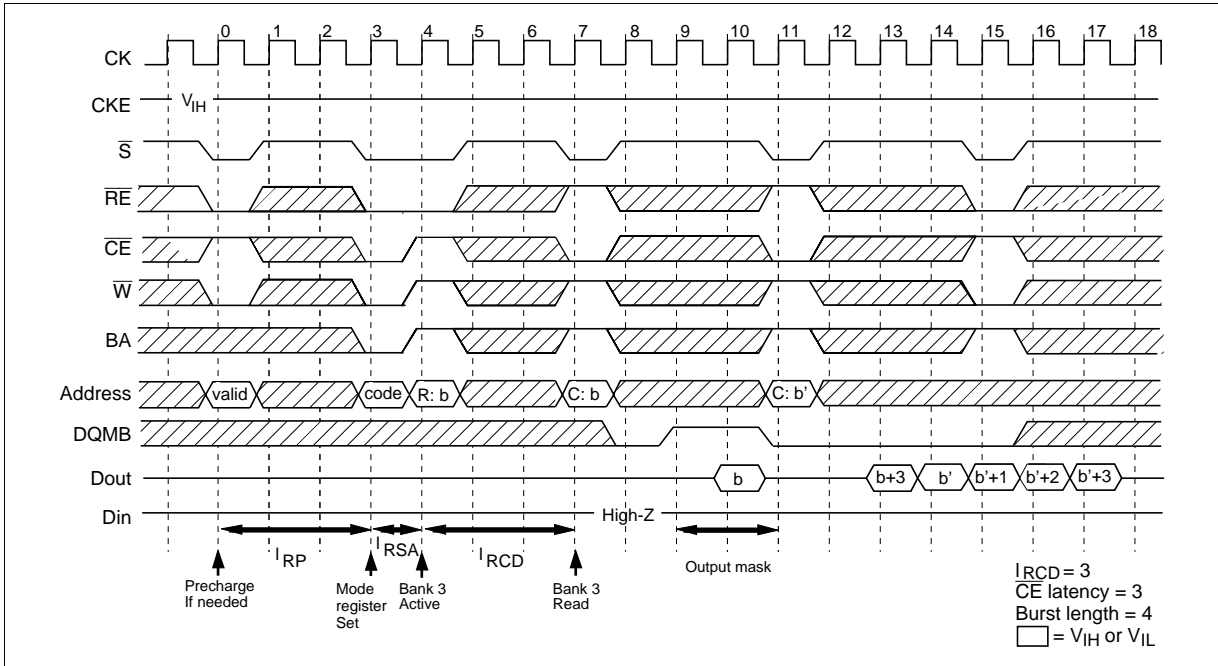 0 1 2 3 4 5 6 7 8 9 10 11 12 13 14 15 16 17 18
CK
CKE VIH
S
RE
CE
W
BA
Address valid code R: b C: b C: b’
DQMB
Dout b b+3 b’ b’+1 b’+2 b’+3
Din High-Z
lRP lRSA lRCD Output mask
Precharge
If needed
Mode
register
Set
Bank 3
Active
Bank 3
Read
lRCD = 3
CE latency = 3
Burst length = 4
= VIH or VIL